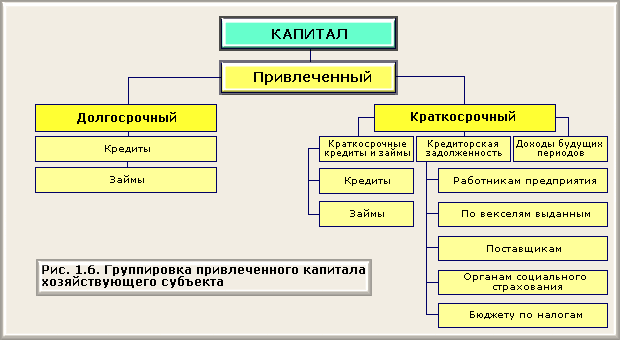 КАПИТАЛ
Привлеченный
Долгосрочный
Кредиты
Займы
Краткосрочный
Краткосрочные
кредиты и займы
Кредиты
Займы
Кредиторская
задолженность
Работникам предприятия
По векселям выданным
Поставщикам
Органам социального
страхования
Бюджету по налогам
Доходы будущих
периодов
Рис. 1.6. Группировка привлеченного капитала
хозяйствующего субъекта